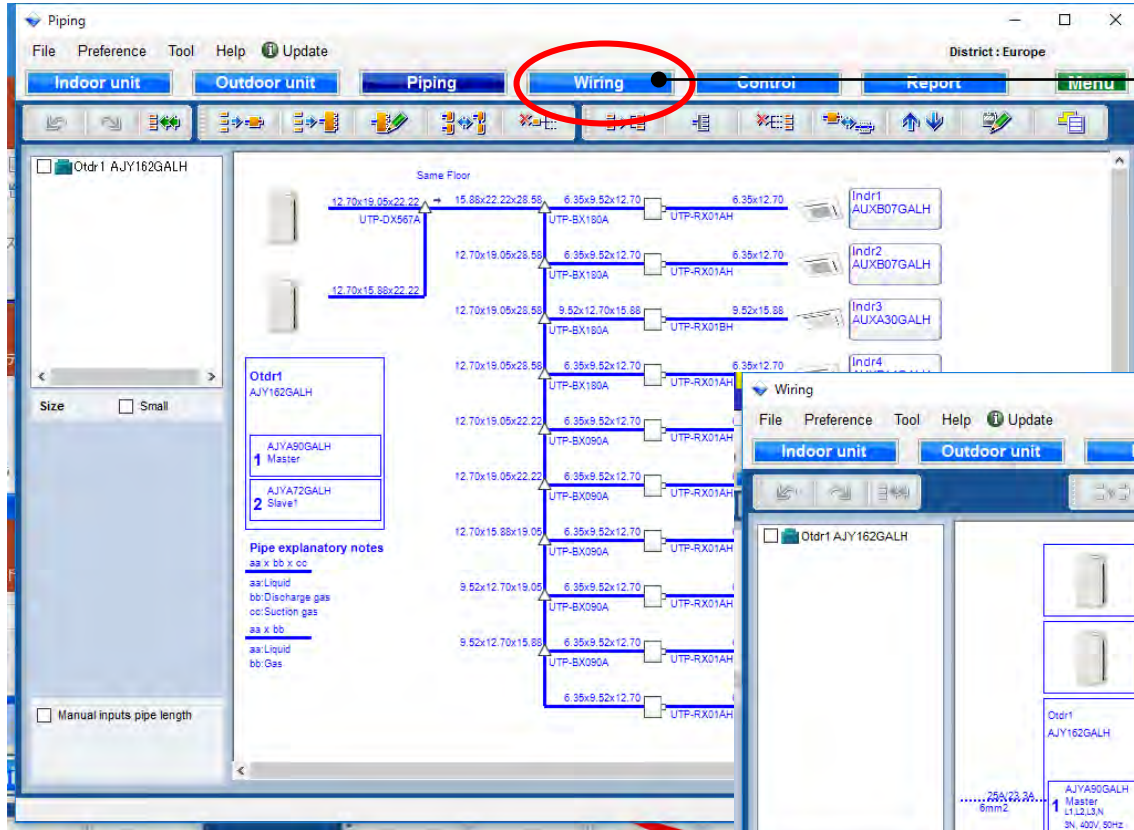 Piping
File Preference Tool Help Update
District : Europe
Indoor unit Outdoor unit Piping Wiring Control Report Menu
Otdr1 AJY162GALH
Size Small
Manual inputs pipe length
Same Floor
12.70x19.05x22.22 15.88x22.22x28.58 6.35x9.52x12.70 6.35x12.70
UTP-DX567A UTP-BX180A UTP-RX01AH
Indr1
AUXB07GALH
12.70x19.05x28.58 6.35x9.52x12.70 6.35x12.70
UTP-BX180A UTP-RX01AH
Indr2
AUXB07GALH
12.70x15.88x22.22
12.70x19.05x28.58 9.52x12.70x15.88 9.52x15.88
UTP-BX180A UTP-RX01BH
Indr3
AUXA30GALH
12.70x19.05x28.58 6.35x9.52x12.70 6.35x12.70
UTP-BX180A UTP-RX01AH
Indr4
12.70x19.05x22.22 6.35x9.52x12.70
UTP-BX090A UTP-RX01AH
12.70x19.05x22.22 6.35x9.52x12.70
UTP-BX090A UTP-RX01AH
12.70x15.88x19.05 6.35x9.52x12.70
UTP-BX090A UTP-RX01AH
9.52x12.70x19.05 6.35x9.52x12.70
UTP-BX090A UTP-RX01AH
9.52x12.70x15.88 6.35x9.52x12.70
UTP-BX090A UTP-RX01AH
6.35x9.52x12.70
UTP-RX01AH
Otdr1
AJY162GALH
AJYA90GALH
1 Master
AJYA72GALH
2 Slave1
Pipe explanatory notes
aa x bb x cc
aa:Liquid
bb:Discharge gas
cc:Suction gas
aa x bb
aa:Liquid
bb:Gas
Wiring
File Preference Tool Help Update
Indoor unit Outdoor unit
Otdr1 AJY162GALH
Otdr1
AJY162GALH
25A/23.3A
6mm2
AJYA90GALH
1 Master
L1,L2,L3,N
3N, 400V, 50Hz